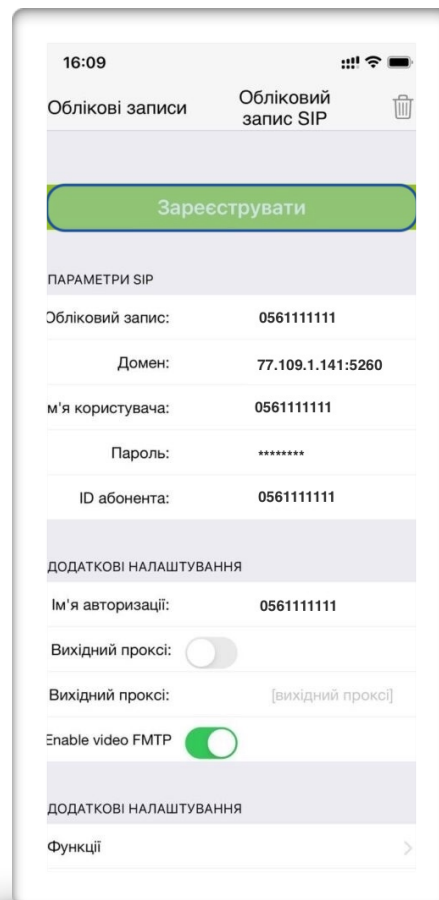 16:09
Облікові записи
Обліковий
запис SIP
Зареєструвати
ПАРАМЕТРИ SIP
Обліковий запис: 0561111111
Домен: 77.109.1.141:5260
м'я користувача: 0561111111
Пароль: ********
ID абонента: 0561111111
ДОДАТКОВІ НАЛАШТУВАННЯ
Ім'я авторизації: 0561111111
Вихідний проксі:
Вихідний проксі: [вихідний проксі]
Enable video FMTP
ДОДАТКОВІ НАЛАШТУВАННЯ
Функції